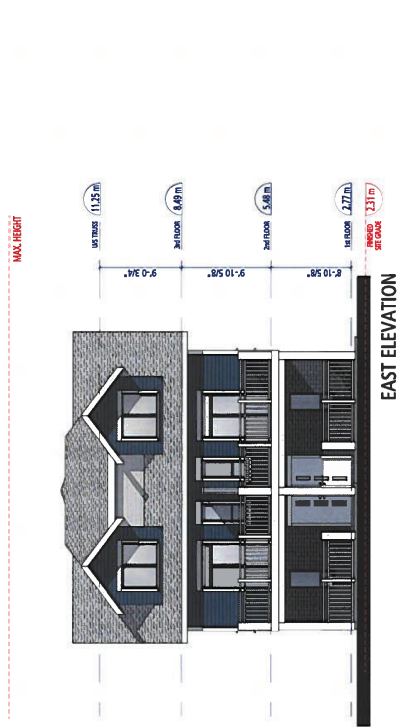 MAX. HEIGHT
U/S TRUSS 11.25 m
9'-0 3/4"
3rd FLOOR 8.49 m
9'-10 5/8"
2nd FLOOR 5.48 m
8'-10 5/8"
1st FLOOR 2.77 m
FINISHED
SITE GRADE
2.31 m
EAST ELEVATION